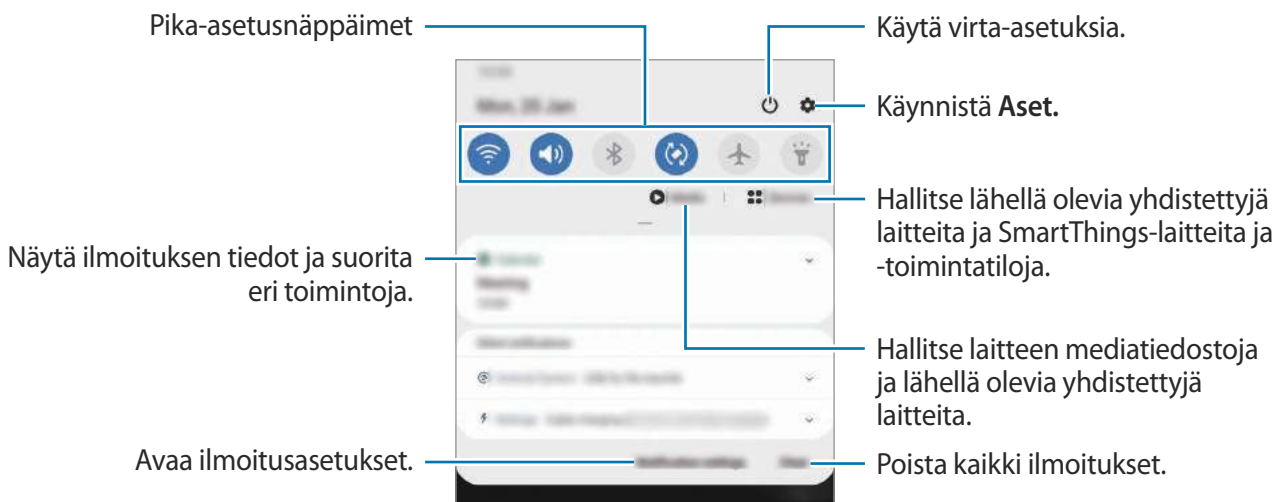 Pika-asetusnäppäimet
Käytä virta-asetuksia.
Käynnistä Aset.
Hallitse lähellä olevia yhdistettyjä
laitteita ja SmartThings-laitteita ja
-toimintatiloja.
Näytä ilmoituksen tiedot ja suorita
eri toimintoja.
Hallitse laitteen mediatiedostoja
ja lähellä olevia yhdistettyjä
laitteita.
Avaa ilmoitusasetukset.
Poista kaikki ilmoitukset.